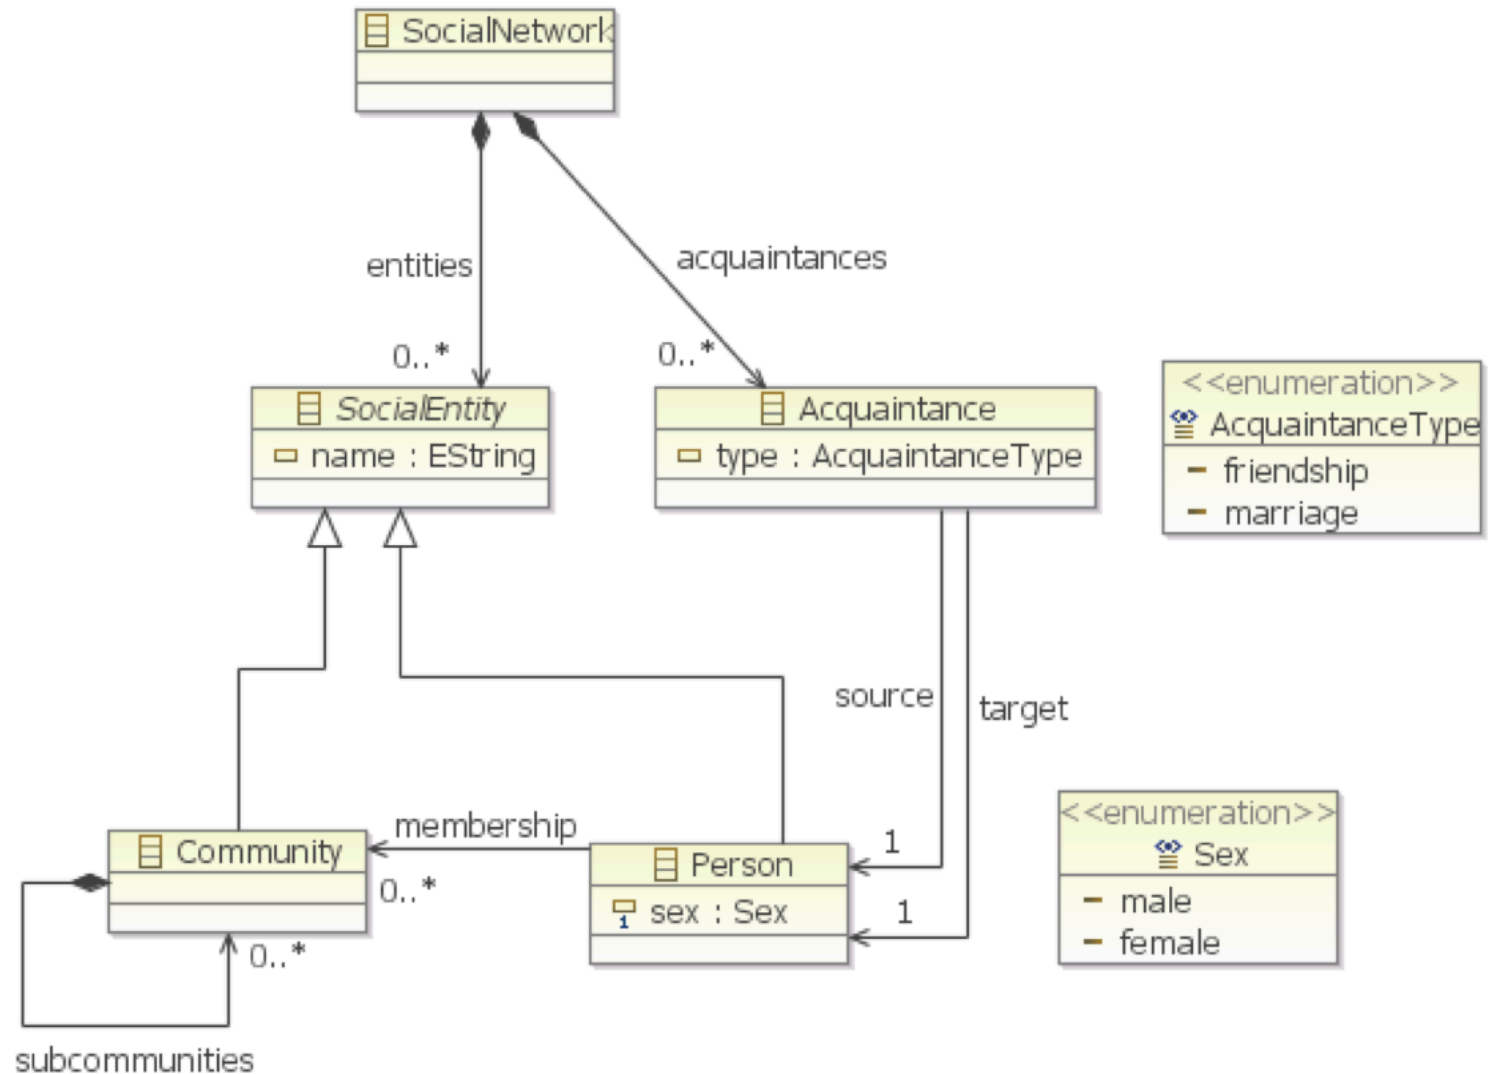 SocialNetwork
entities
acquaintances
0..*
0..*
SocialEntity
name : EString
Acquaintance
type : AcquaintanceType
<<enumeration>>
AcquaintanceType
friendship
marriage
source
target
membership
Community
0..*
0..*
subcommunities
Person
1
sex : Sex
1
1
<<enumeration>>
Sex
male
female